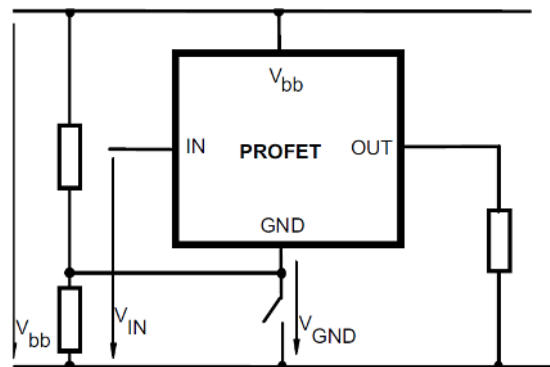 Vbb
IN
PROFET
OUT
GND
Vbb
VIN
VGND